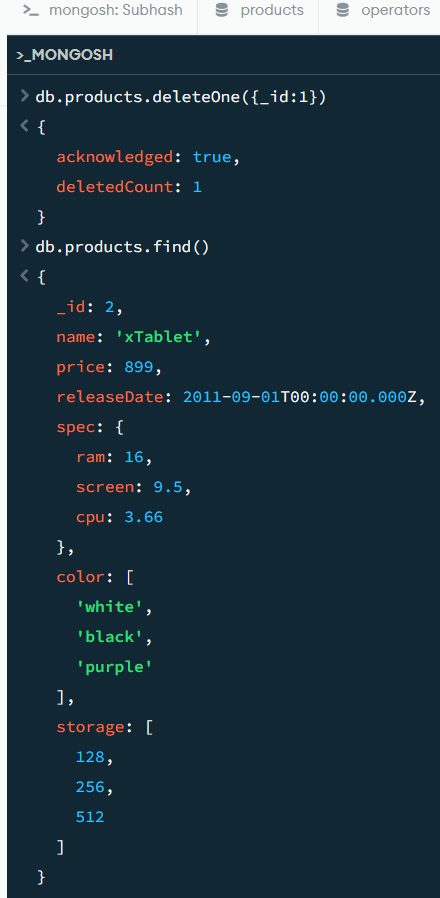 >_ mongosh: Subhash products operators
>_MONGOSH
> db.products.deleteOne({_id:1})
< {
acknowledged: true,
deletedCount: 1
}
> db.products.find()
< {
_id: 2,
name: 'xTablet',
price: 899,
releaseDate: 2011-09-01T00:00:00.000Z,
spec: {
ram: 16,
screen: 9.5,
cpu: 3.66
},
color: [
'white',
'black',
'purple'
],
storage: [
128,
256,
512
]
}